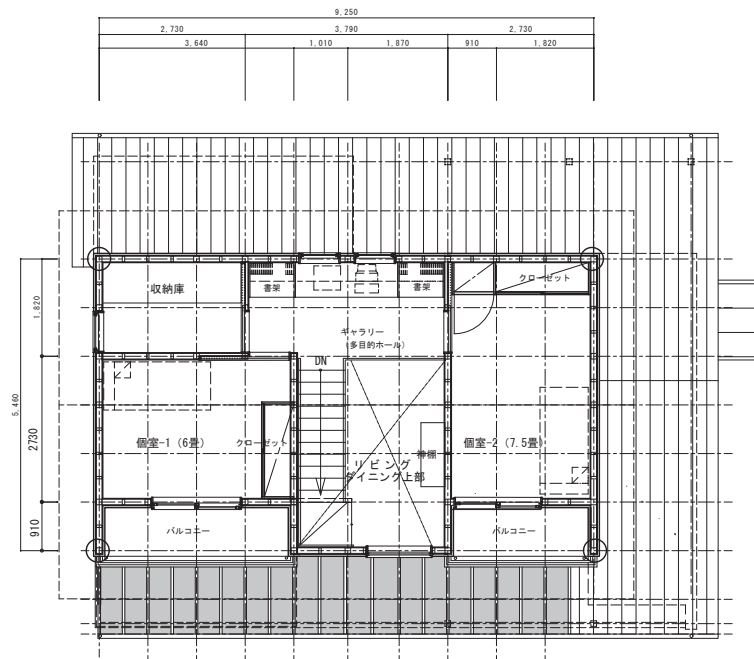 9,250
2,730 3,790 2,730
3,640 1,010 1,870 910 1,820
1,820
5,460
2730
910
収納庫
書架
書架
クローゼット
ギャラリー
(多目的ホール)
DN
個室-1 (6畳)
クローゼット
リビング
ダイニング上部
神棚
個室-2 (7.5畳)
バルコニー
バルコニー